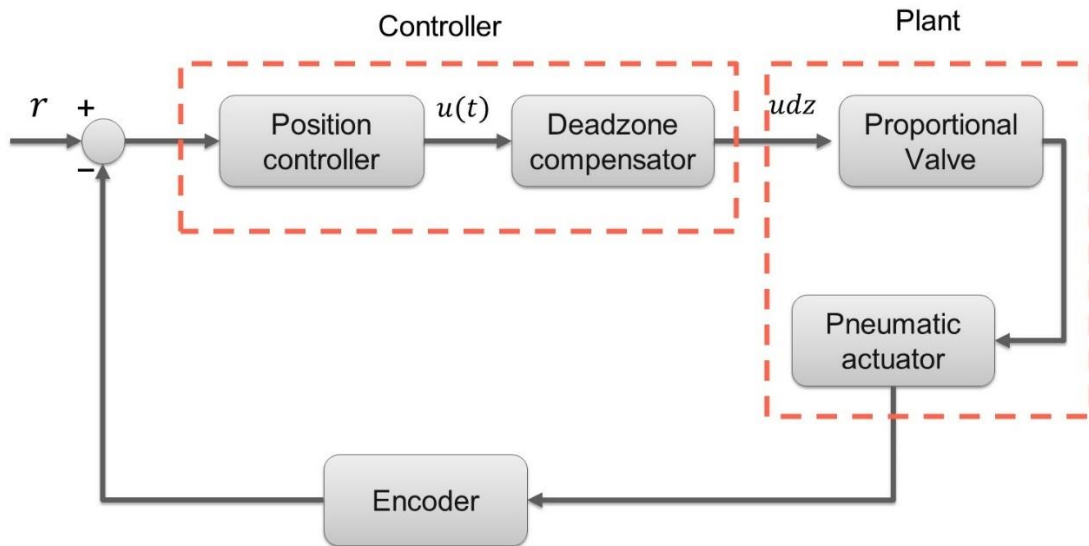 Controller
Plant
r
+
−
Position
controller
u(t)
Deadzone
compensator
udz
Proportional
Valve
Pneumatic
actuator
Encoder